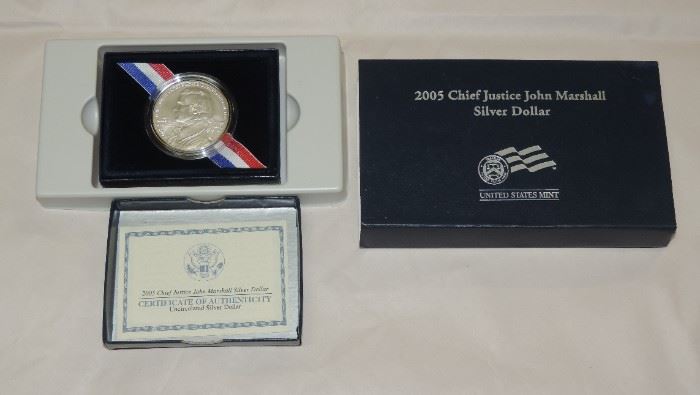 2005 Chief Justice John Marshall
Silver Dollar
UNITED STATES MINT
2005 Chief Justice John Marshall Silver Dollar
CERTIFICATE OF AUTHENTICITY
Uncirculated Silver Dollar